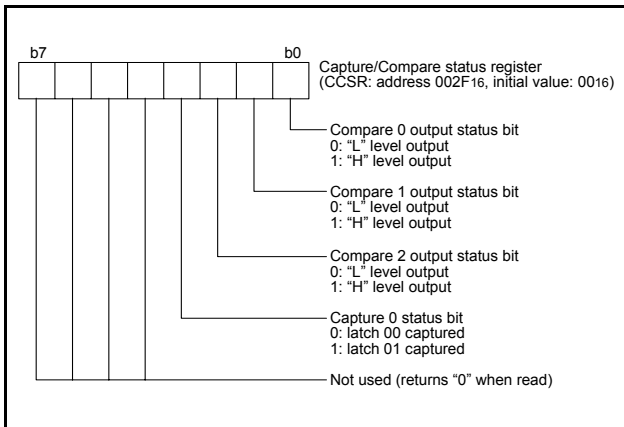 b7 b0
Capture/Compare status register
(CCSR: address 002F16, initial value: 0016)
Compare 0 output status bit
0: “L” level output
1: “H” level output
Compare 1 output status bit
0: “L” level output
1: “H” level output
Compare 2 output status bit
0: “L” level output
1: “H” level output
Capture 0 status bit
0: latch 00 captured
1: latch 01 captured
Not used (returns “0” when read)